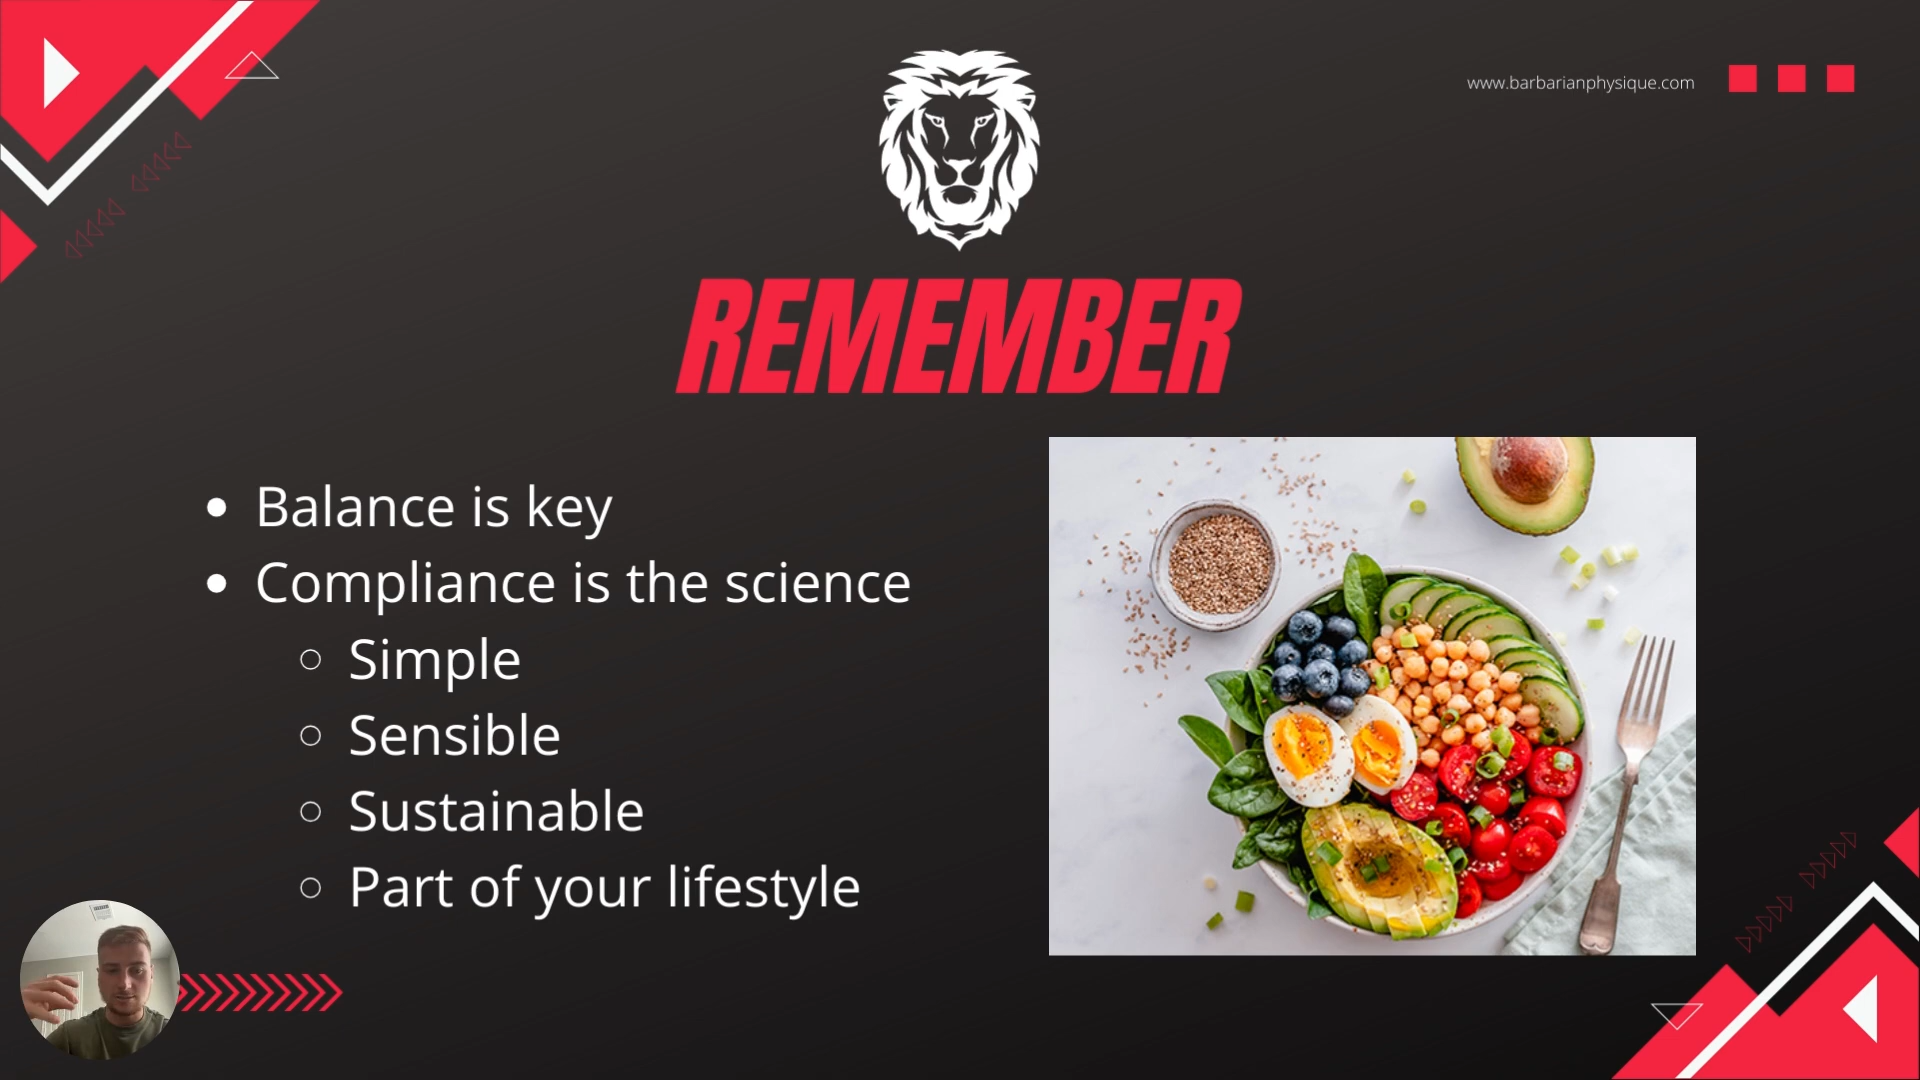 www.barbarianphysique.com
REMEMBER
Balance is key
Compliance is the science
Simple
Sensible
Sustainable
Part of your lifestyle